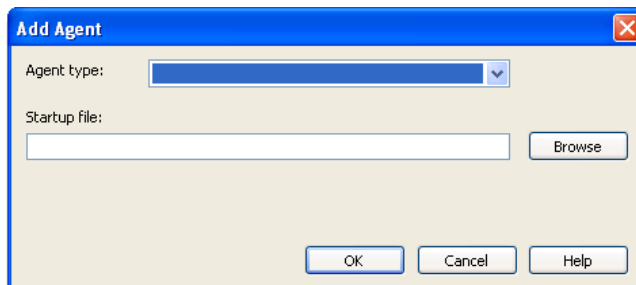 Add Agent
Agent type:
Startup file:
Browse
OK Cancel Help